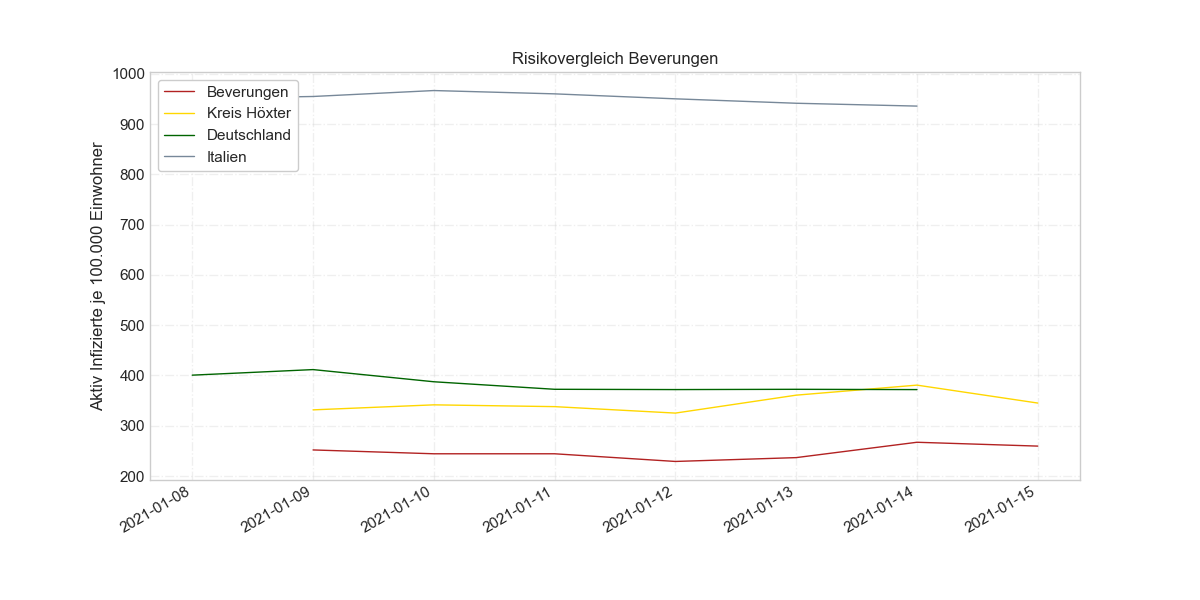 Risikovergleich Beverungen
Aktiv Infizierte je 100.000 Einwohner
1000
900
800
700
600
500
400
300
200
Beverungen
Kreis Höxter
Deutschland
Italien
2021-01-08
2021-01-09
2021-01-10
2021-01-11
2021-01-12
2021-01-13
2021-01-14
2021-01-15